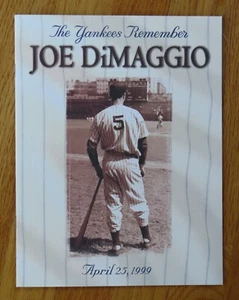 The Yankees Remember
JOE DiMAGGIO
5
April 25, 1999